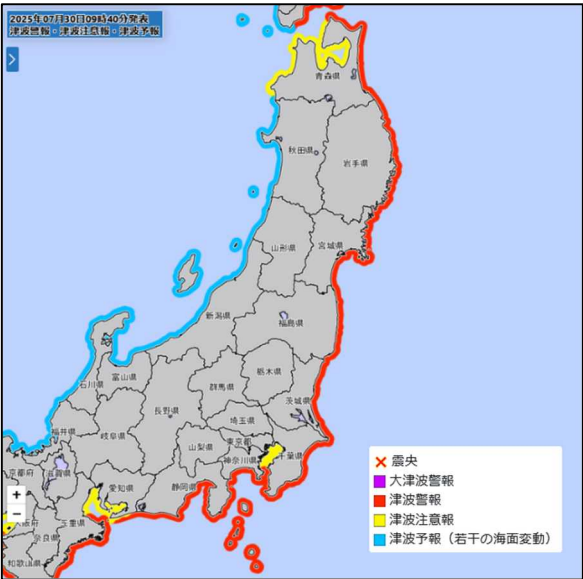 2025年07月30日09時40分発表
津波警報・津波注意報・津波予報
青森県
秋田県
岩手県
山形県
宮城県
新潟県
福島県
栃木県
群馬県
石川県
富山県
茨城県
長野県
埼玉県
福井県
岐阜県
山梨県
東京都
神奈川県
千葉県
京都府
滋賀県
愛知県
静岡県
三重県
奈良県
和歌山県
+
−
× 震央
大津波警報
津波警報
津波注意報
津波予報（若干の海面変動）